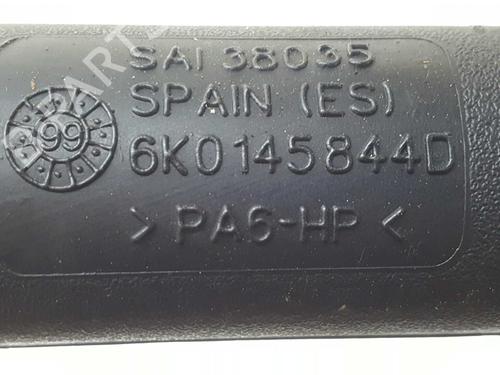 SAI 38035
SPAIN (ES)
99
6K0145844D
> PA6-HP <